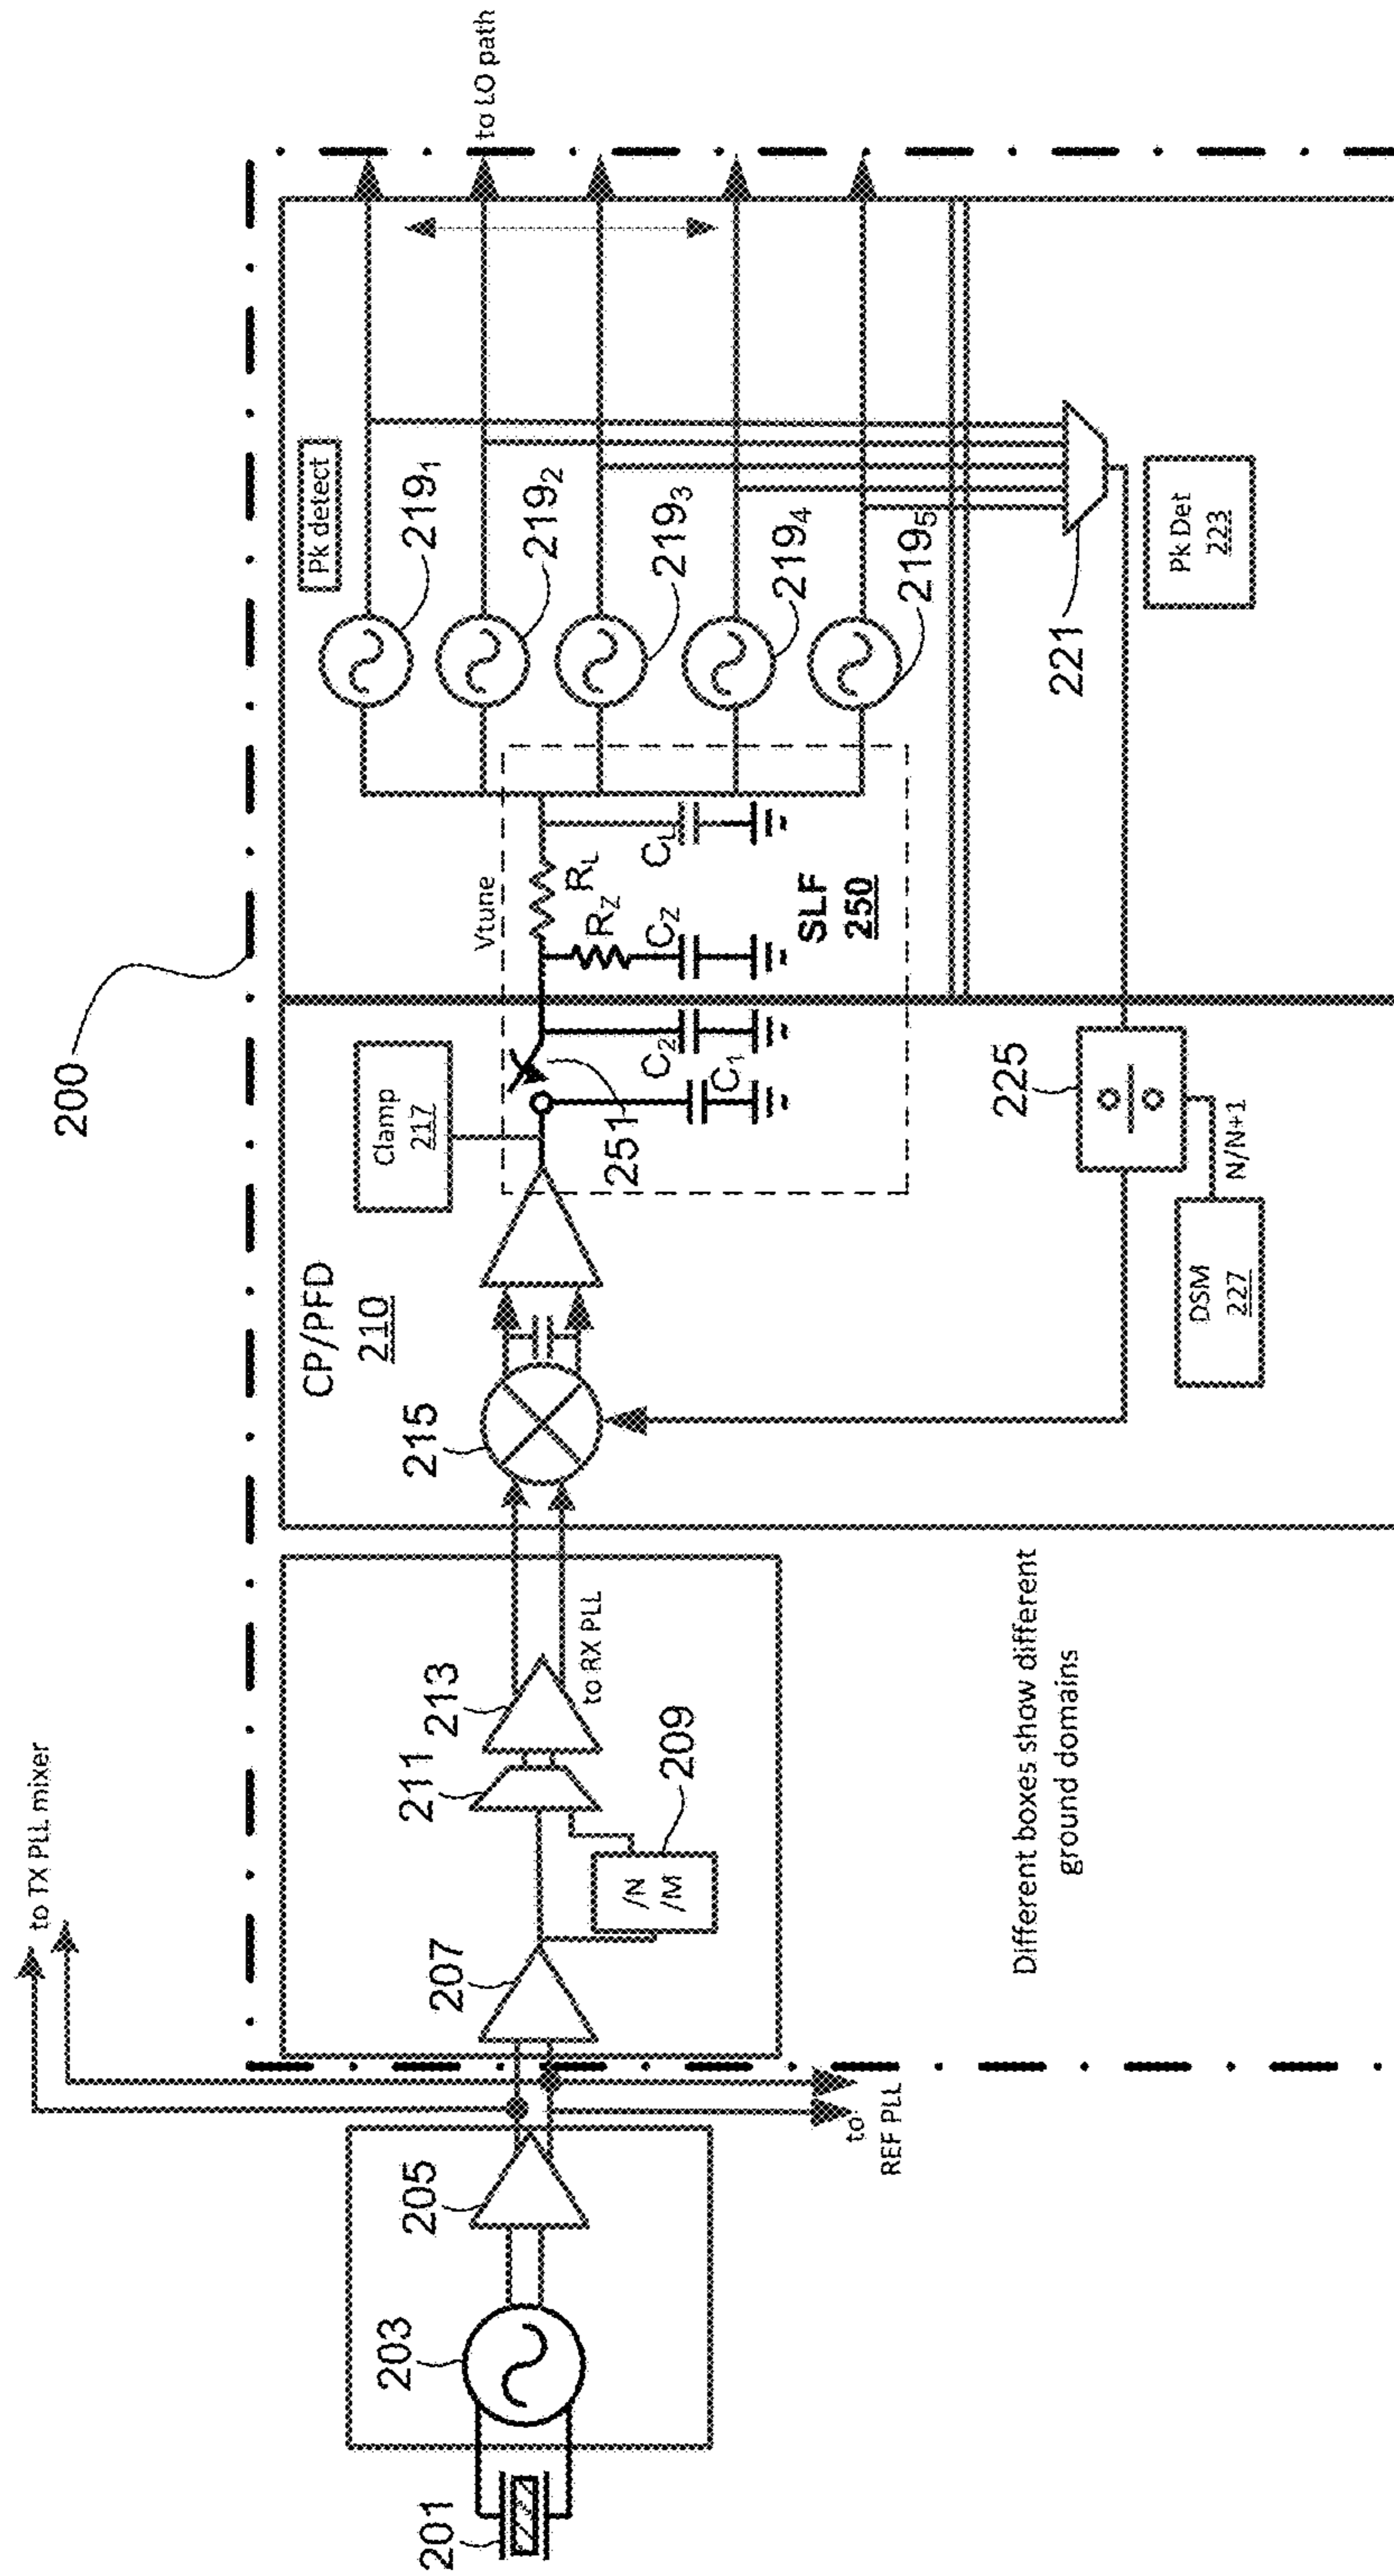 200
to TX PLL mixer
to LO path
CP/PFD
210
Clamp
217
Vtune
Pk detect
219₁
219₂
219₃
219₄
219₅
201
203
205
207
211
213
215
251
C₁
C₂
R_Z
C_Z
R_L
C_L
SLF
250
209
/N
/M
to RX PLL
to
REF PLL
225
N/N+1
DSM
227
221
Pk Det
223
Different boxes show different
ground domains